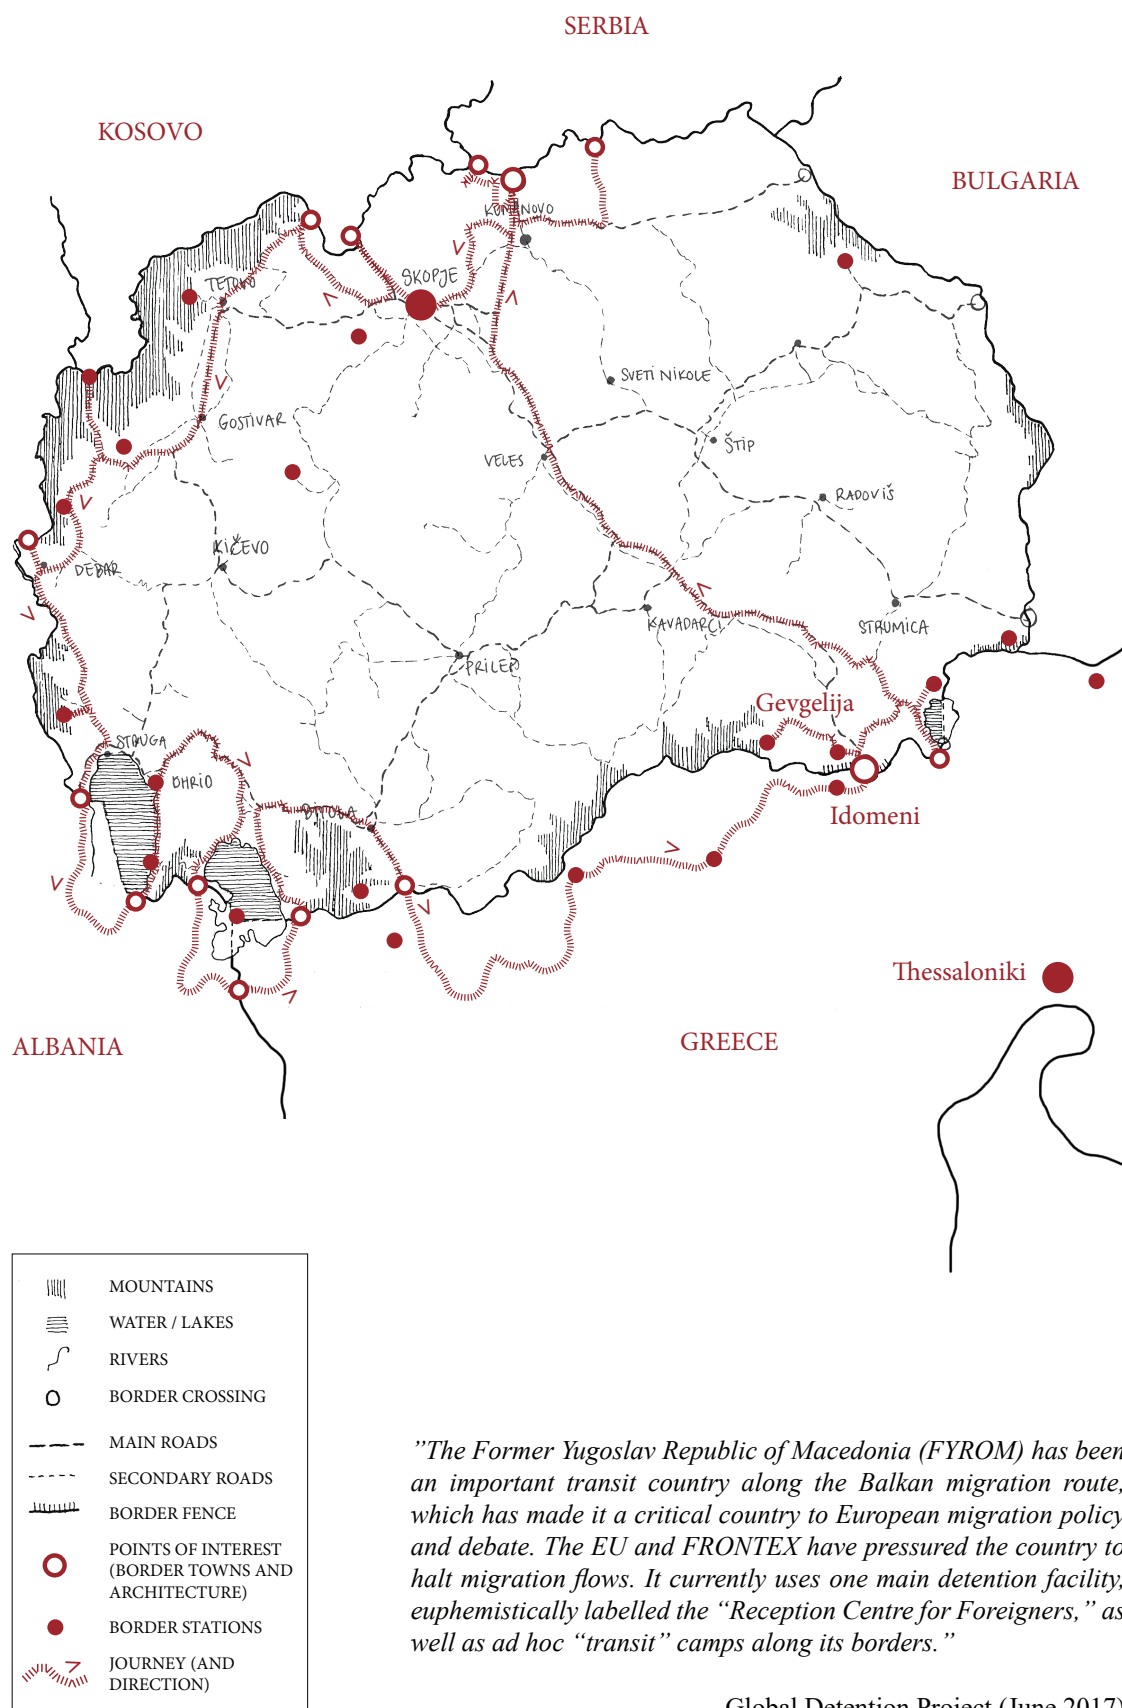 SERBIA
KOSOVO
BULGARIA
KUMANOVO
SKOPJE
TETOVO
SVETI NIKOLE
GOSTIVAR
ŠTIP
VELES
RADOVIŠ
KIČEVO
DEBAR
KAVADARCI
STRUMICA
PRILEP
Gevgelija
STRUGA
OHRID
BITOLA
Idomeni
Thessaloniki
ALBANIA
GREECE
MOUNTAINS
WATER / LAKES
RIVERS
BORDER CROSSING
MAIN ROADS
SECONDARY ROADS
BORDER FENCE
POINTS OF INTEREST
(BORDER TOWNS AND
ARCHITECTURE)
BORDER STATIONS
JOURNEY (AND
DIRECTION)
”The Former Yugoslav Republic of Macedonia (FYROM) has been
an important transit country along the Balkan migration route,
which has made it a critical country to European migration policy
and debate. The EU and FRONTEX have pressured the country to
halt migration flows. It currently uses one main detention facility,
euphemistically labelled the “Reception Centre for Foreigners,” as
well as ad hoc “transit” camps along its borders.”
Global Detention Project (June 2017)